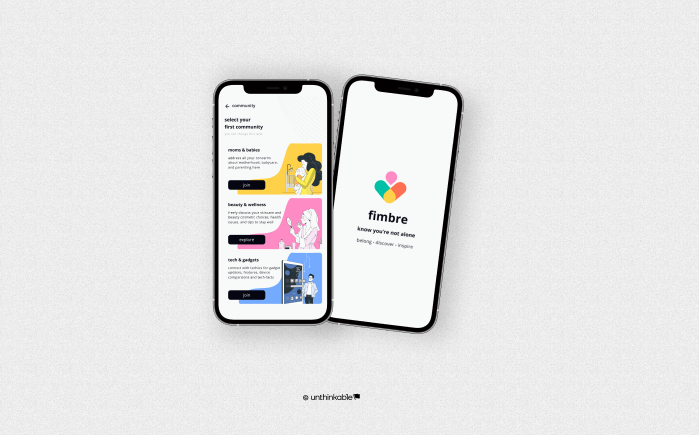 community
select your
first community
moms & babies
address all your concerns
about motherhood, babycare
and parenting here
join
beauty & wellness
freely discuss your skincare and
beauty cosmetic choices, health
issues, and tips to stay well
explore
tech & gadgets
connect with techies for gadget
updates, features, device
comparisons and tech-facts
join
fimbre
know you're not alone
belong - discover - inspire
unthinkable